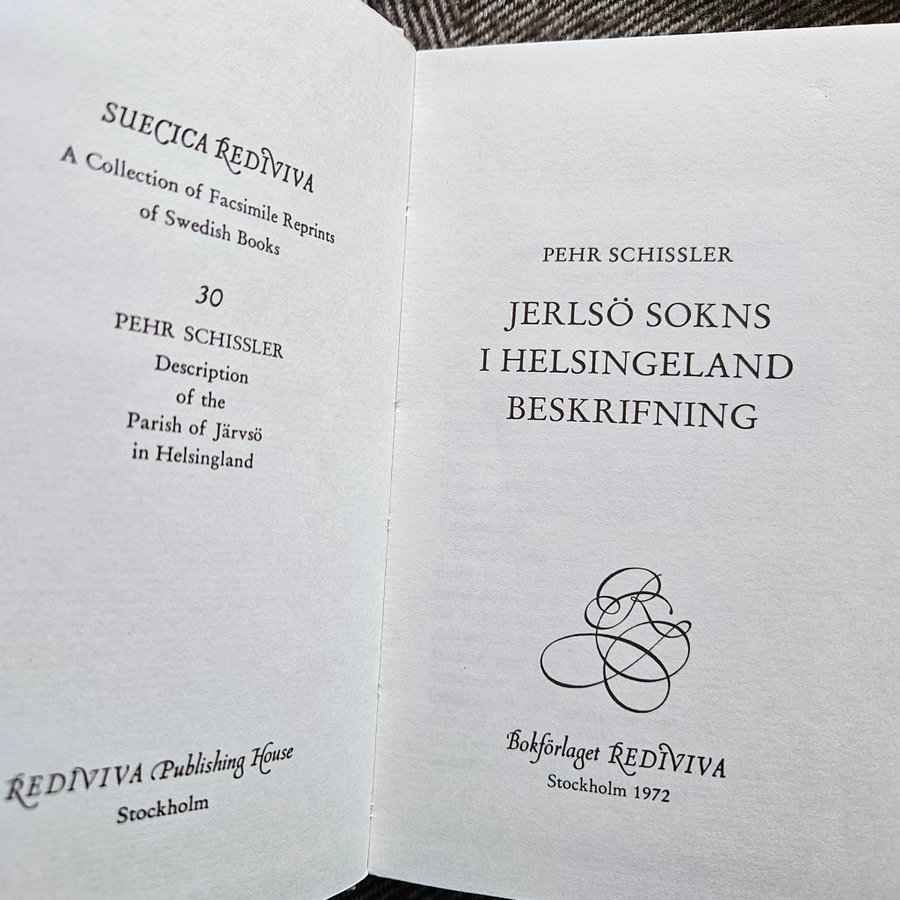 SUECICA REDIVIVA
A Collection of Facsimile Reprints
of Swedish Books
30
PEHR SCHISSLER
Description
of the
Parish of Järvsö
in Helsingland
REDIVIVA Publishing House
Stockholm
PEHR SCHISSLER
JERLSÖ SOKNS
I HELSINGELAND
BESKRIFNING
Bokförlaget REDIVIVA
Stockholm 1972